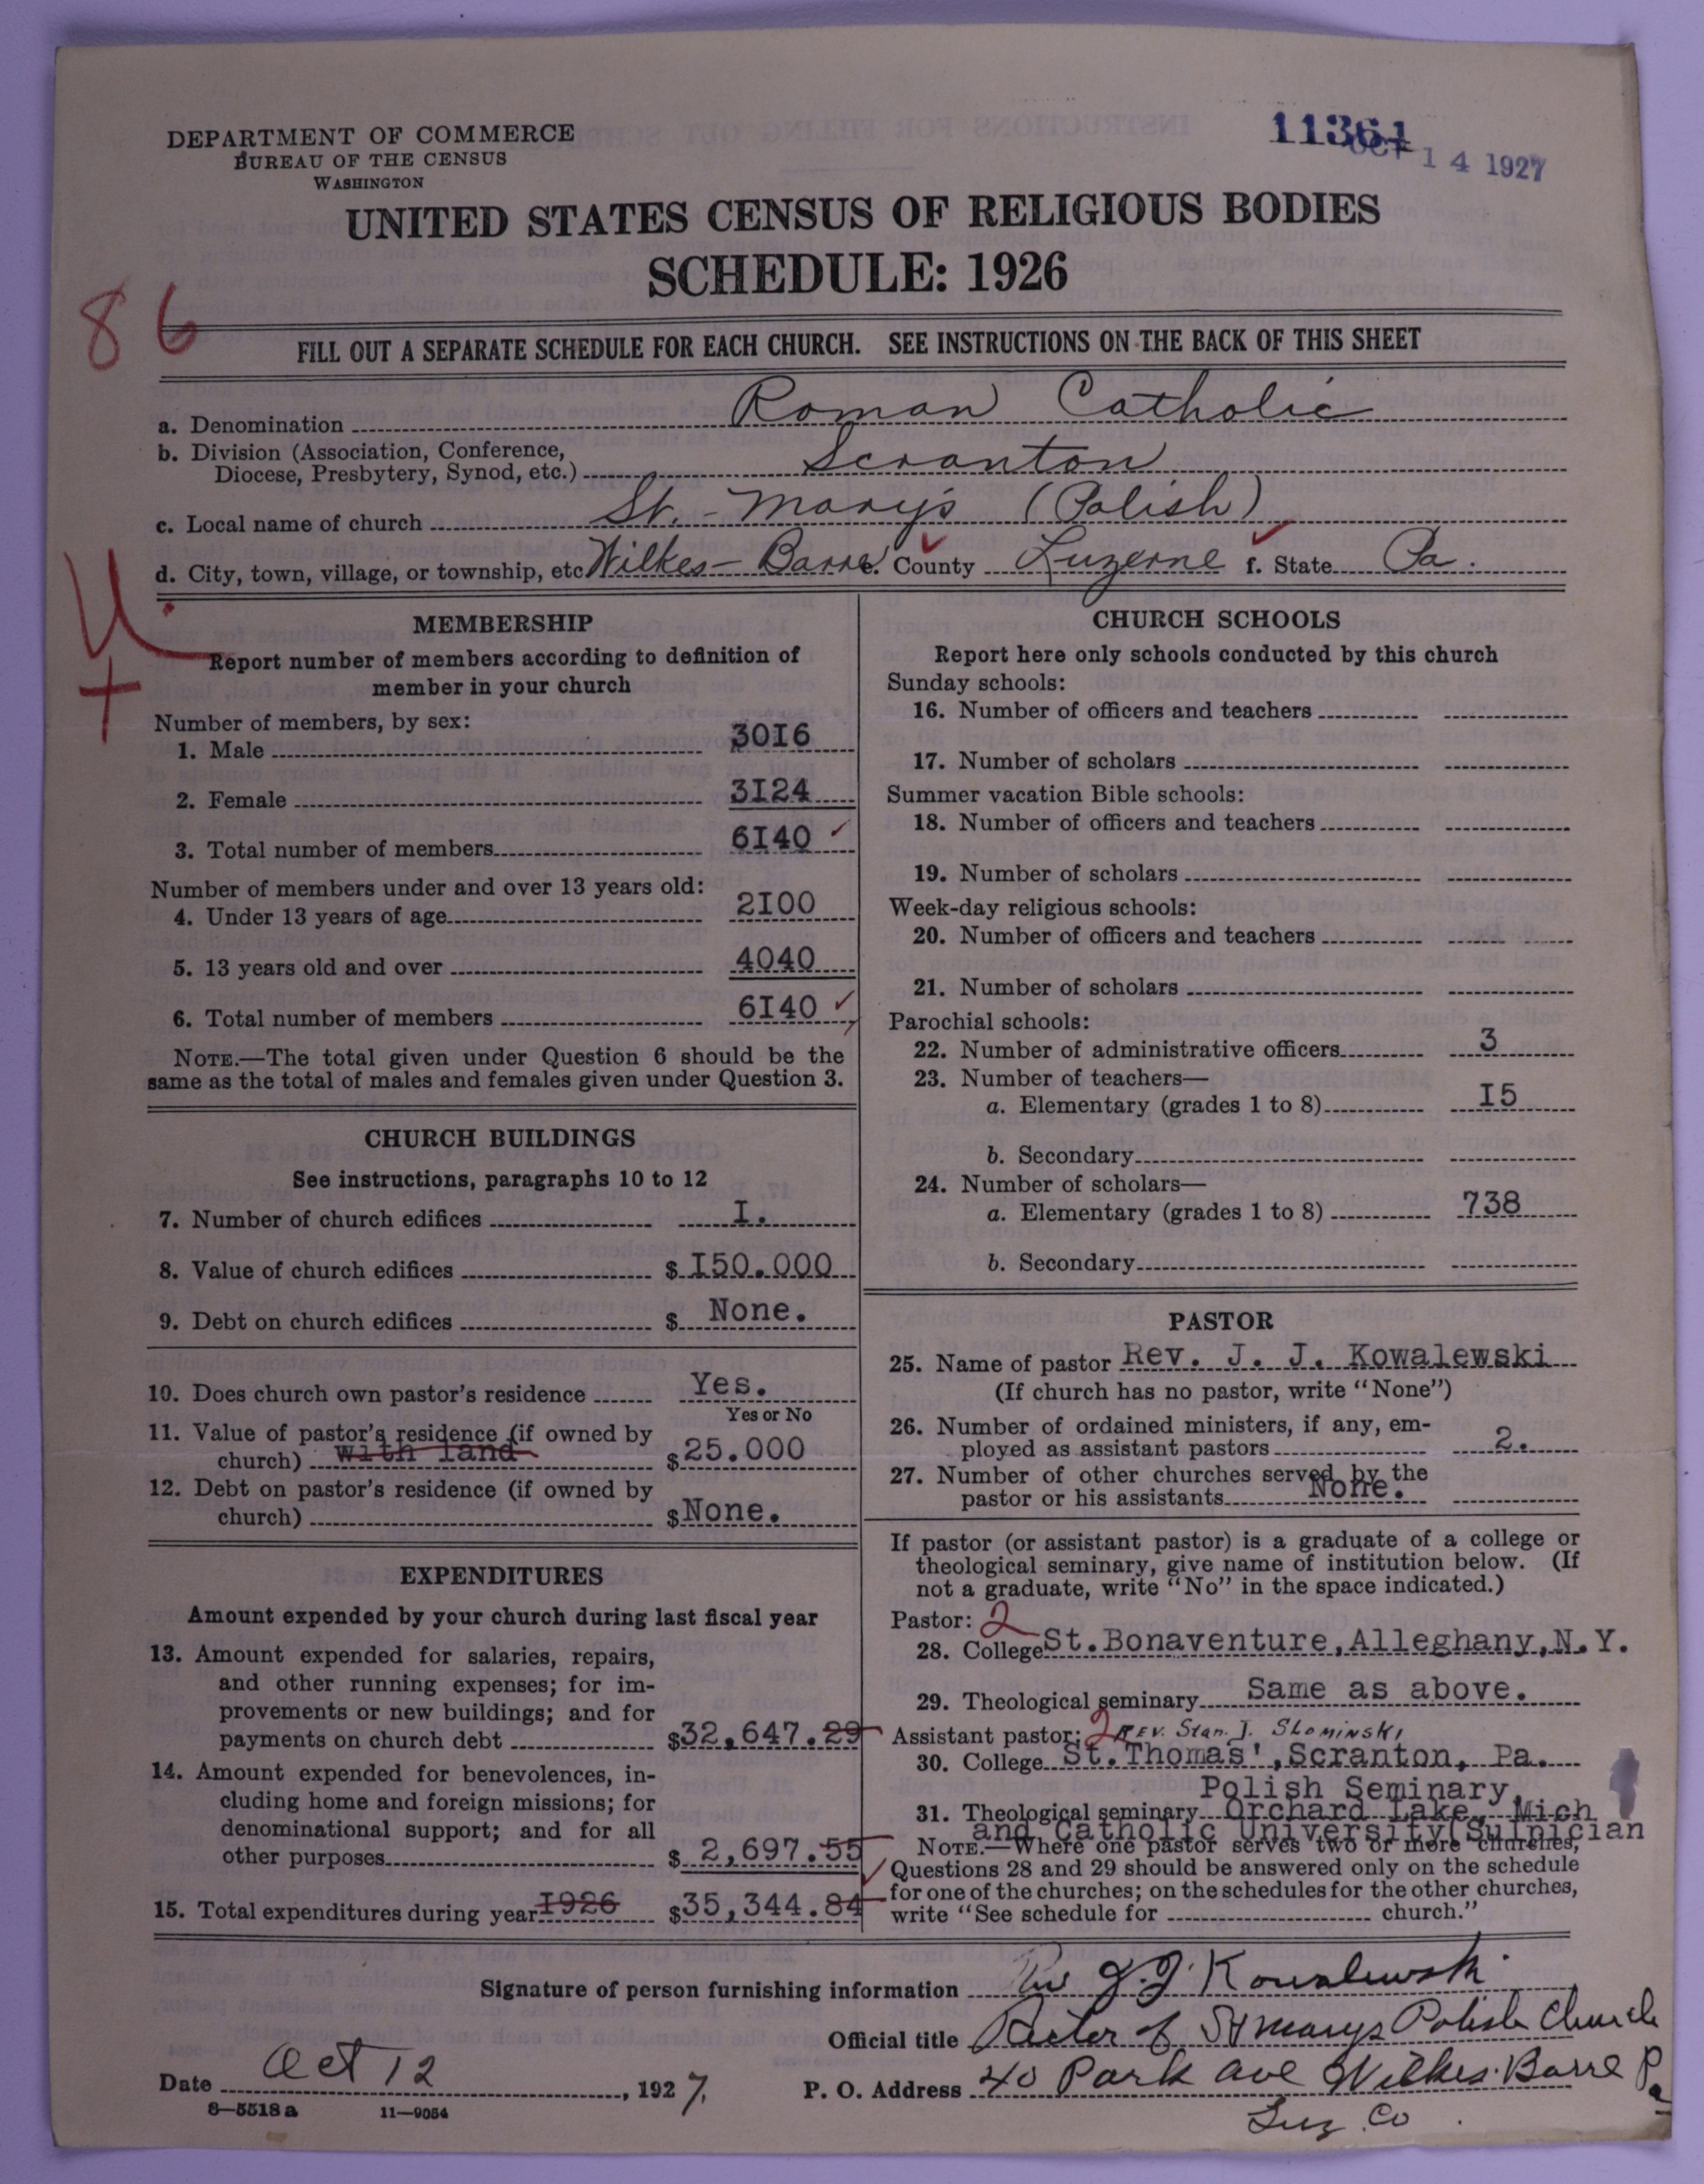 DEPARTMENT OF COMMERCE
BUREAU OF THE CENSUS
WASHINGTON
11361
OCT 14 1927
UNITED STATES CENSUS OF RELIGIOUS BODIES
SCHEDULE: 1926
86
FILL OUT A SEPARATE SCHEDULE FOR EACH CHURCH. SEE INSTRUCTIONS ON THE BACK OF THIS SHEET
a. Denomination Roman Catholic
b. Division (Association, Conference,
Diocese, Presbytery, Synod, etc.) Scranton
c. Local name of church St. - Mary's (Polish)
d. City, town, village, or township, etc Wilkes-Barre e. County Luzerne f. State Pa.
U
MEMBERSHIP
Report number of members according to definition of
member in your church
Number of members, by sex:
1. Male 3016
2. Female 3124
3. Total number of members 6140
Number of members under and over 13 years old:
4. Under 13 years of age 2100
5. 13 years old and over 4040
6. Total number of members 6140
NOTE.—The total given under Question 6 should be the
same as the total of males and females given under Question 3.
CHURCH BUILDINGS
See instructions, paragraphs 10 to 12
7. Number of church edifices I.
8. Value of church edifices $ 150.000
9. Debt on church edifices $ None.
10. Does church own pastor's residence Yes.
Yes or No
11. Value of pastor's residence (if owned by
church) with land $25.000
12. Debt on pastor's residence (if owned by
church) $None.
EXPENDITURES
Amount expended by your church during last fiscal year
13. Amount expended for salaries, repairs,
and other running expenses; for im-
provements or new buildings; and for
payments on church debt $32,647.29
14. Amount expended for benevolences, in-
cluding home and foreign missions; for
denominational support; and for all
other purposes $ 2,697.55
15. Total expenditures during year 1926 $35,344.84
CHURCH SCHOOLS
Report here only schools conducted by this church
Sunday schools:
16. Number of officers and teachers
17. Number of scholars
Summer vacation Bible schools:
18. Number of officers and teachers
19. Number of scholars
Week-day religious schools:
20. Number of officers and teachers
21. Number of scholars
Parochial schools:
22. Number of administrative officers 3
23. Number of teachers—
a. Elementary (grades 1 to 8) 15
b. Secondary
24. Number of scholars—
a. Elementary (grades 1 to 8) 738
b. Secondary
PASTOR
25. Name of pastor Rev. J. J. Kowalewski
(If church has no pastor, write "None")
26. Number of ordained ministers, if any, em-
ployed as assistant pastors 2.
27. Number of other churches served by the
pastor or his assistants None.
If pastor (or assistant pastor) is a graduate of a college or
theological seminary, give name of institution below. (If
not a graduate, write "No" in the space indicated.)
Pastor: 2
28. College St.Bonaventure,Alleghany,N.Y.
29. Theological seminary Same as above.
Assistant pastor: 2 REV. Stan. J. SLOMINSKI
30. College St.Thomas',Scranton, Pa.
Polish Seminary,
31. Theological seminary Orchard Lake, Mich
and Catholic University(Sulpician
NOTE.—Where one pastor serves two or more churches,
Questions 28 and 29 should be answered only on the schedule
for one of the churches; on the schedules for the other churches,
write "See schedule for church."
Signature of person furnishing information Rev J. J. Kowalewski
Official title Rector of St Marys Polish Church
Date Oct 12, 1927. P. O. Address 40 Park ave Wilkes-Barre Pa
Luz Co.
8—5518 a 11—9054